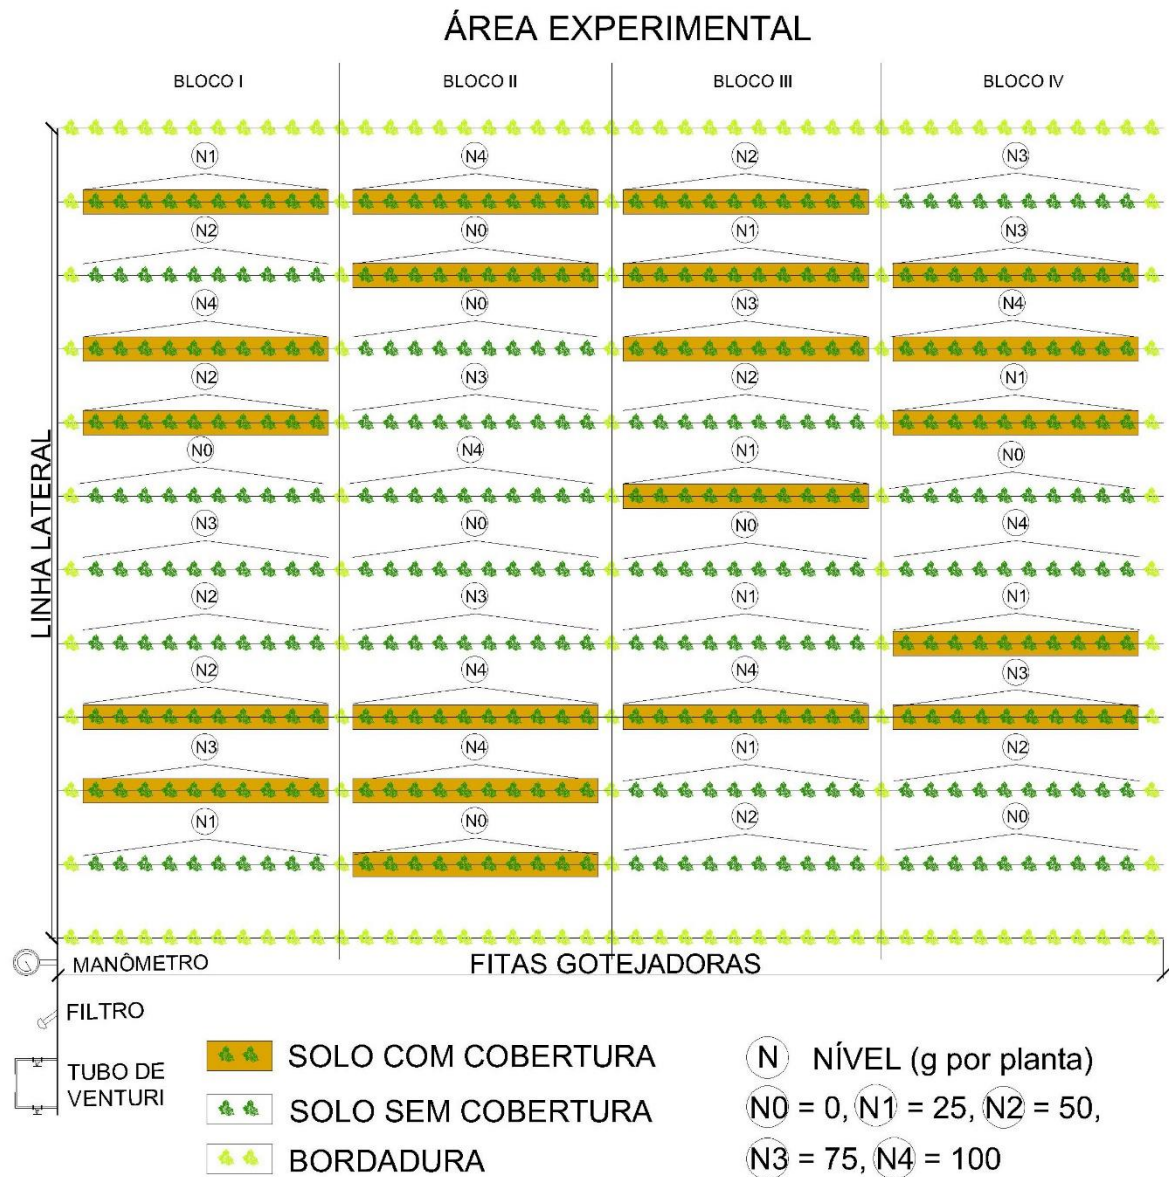 ÁREA EXPERIMENTAL
BLOCO I BLOCO II BLOCO III BLOCO IV
N1 N4 N2 N3
N2 N0 N1 N3
N4 N0 N3 N4
N2 N3 N2 N1
N0 N4 N1 N0
N3 N0 N0 N4
N2 N3 N1 N1
N2 N4 N4 N3
N3 N4 N1 N2
N1 N0 N2 N0
LINHA LATERAL
MANÔMETRO
FITAS GOTEJADORAS
FILTRO
TUBO DE
VENTURI
SOLO COM COBERTURA
SOLO SEM COBERTURA
BORDADURA
N NÍVEL (g por planta)
N0 = 0, N1 = 25, N2 = 50,
N3 = 75, N4 = 100